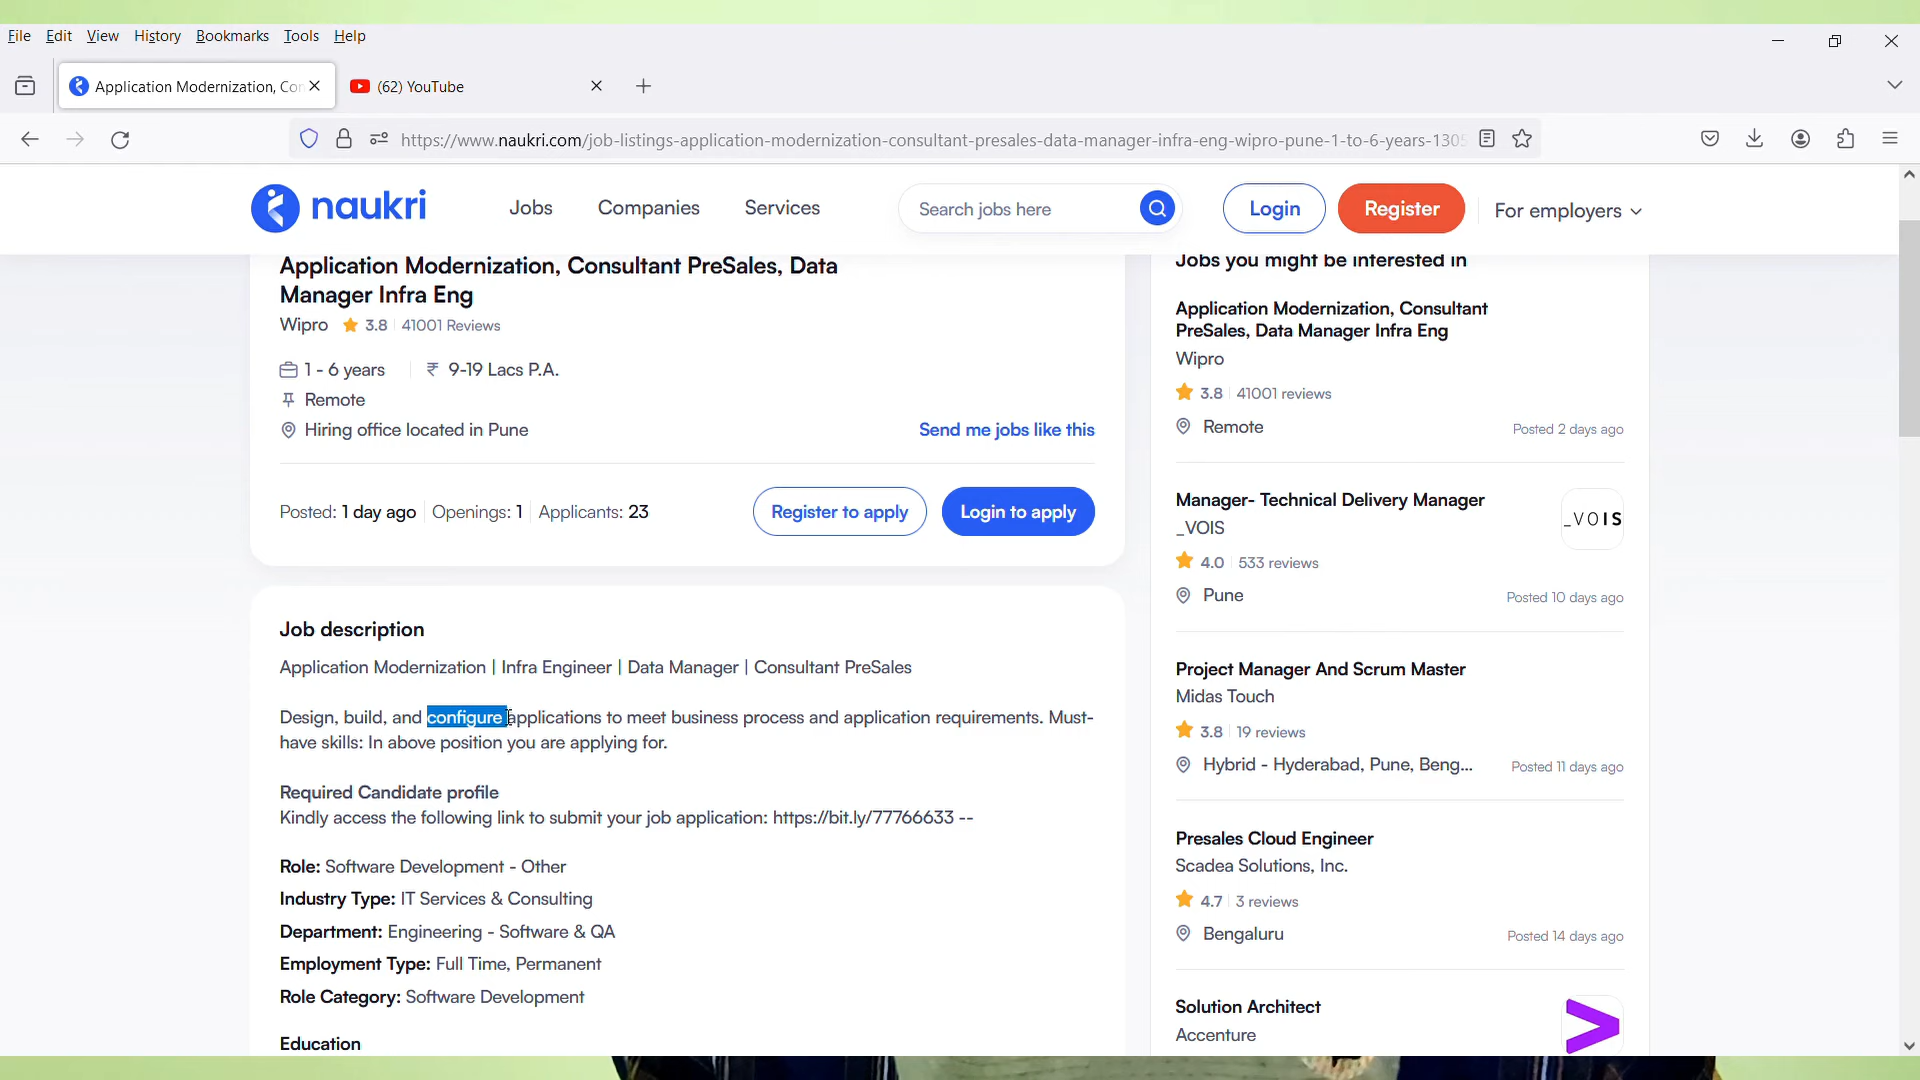 File Edit View History Bookmarks Tools Help
Application Modernization, Cor
(62) YouTube
https://www.naukri.com/job-listings-application-modernization-consultant-presales-data-manager-infra-eng-wipro-pune-1-to-6-years-1305
naukri
Jobs
Companies
Services
Search jobs here
Login
Register
For employers
Application Modernization, Consultant PreSales, Data
Manager Infra Eng
Wipro 3.8 41001 Reviews
1 - 6 years ₹ 9-19 Lacs P.A.
Remote
Hiring office located in Pune
Send me jobs like this
Posted: 1 day ago Openings: 1 Applicants: 23
Register to apply
Login to apply
Job description
Application Modernization | Infra Engineer | Data Manager | Consultant PreSales
Design, build, and configure applications to meet business process and application requirements. Must-
have skills: In above position you are applying for.
Required Candidate profile
Kindly access the following link to submit your job application: https://bit.ly/77766633 --
Role: Software Development - Other
Industry Type: IT Services & Consulting
Department: Engineering - Software & QA
Employment Type: Full Time, Permanent
Role Category: Software Development
Education
Jobs you might be interested in
Application Modernization, Consultant
PreSales, Data Manager Infra Eng
Wipro
3.8 41001 reviews
Remote
Posted 2 days ago
Manager- Technical Delivery Manager
_VOIS
_VOIS
4.0 533 reviews
Pune
Posted 10 days ago
Project Manager And Scrum Master
Midas Touch
3.8 19 reviews
Hybrid - Hyderabad, Pune, Beng...
Posted 11 days ago
Presales Cloud Engineer
Scadea Solutions, Inc.
4.7 3 reviews
Bengaluru
Posted 14 days ago
Solution Architect
Accenture